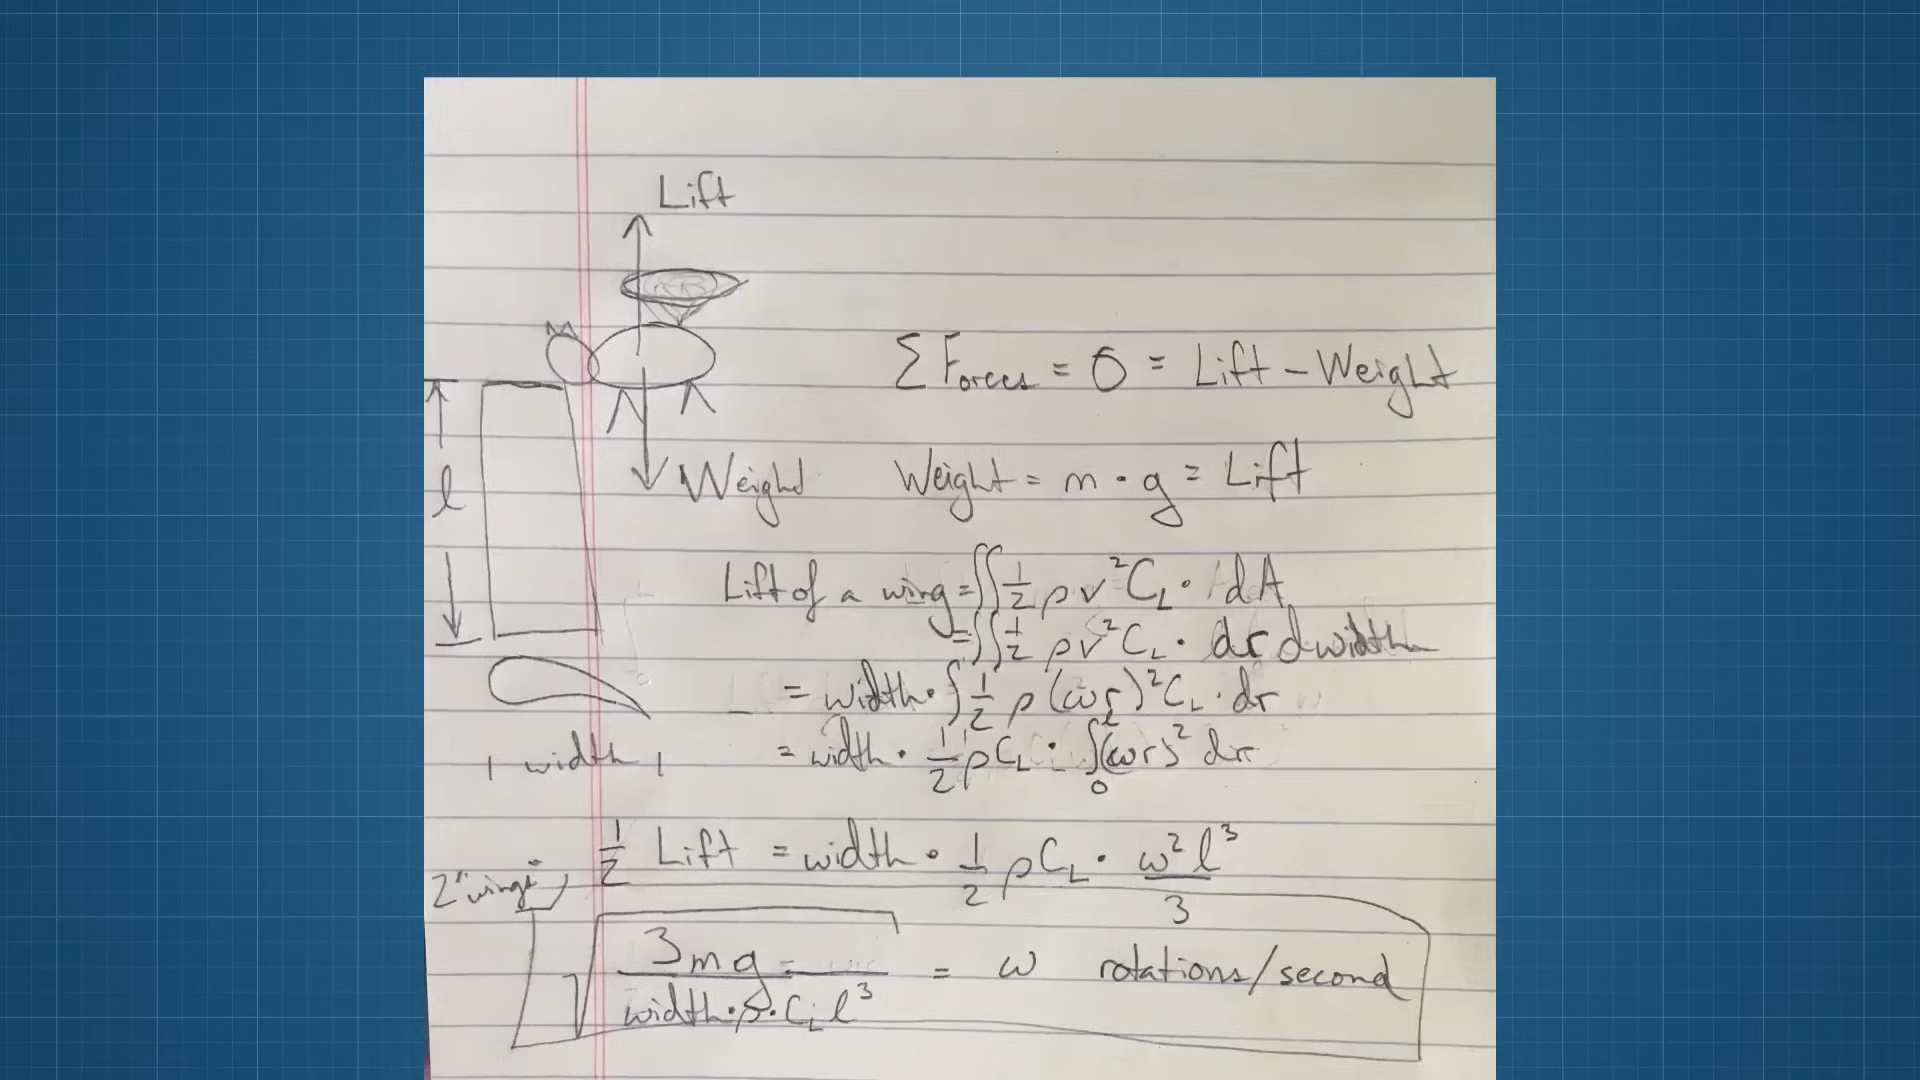 Lift
Σ Forces = 0 = Lift - Weight
l
Weight
Weight = m · g = Lift
Lift of a wing = ∬ 1/2 ρ v² C_L · dA
= ∬ 1/2 ρ v² C_L · dr dwidth
= width · ∫ 1/2 ρ (ωr)² C_L · dr
width
= width · 1/2 ρ C_L · ∫₀ˡ (ωr)² dr
1/2 Lift = width · 1/2 ρ C_L · ω² l³ / 3
2 "wings"
√(3mg / width · ρ · C_L l³) = ω rotations/second